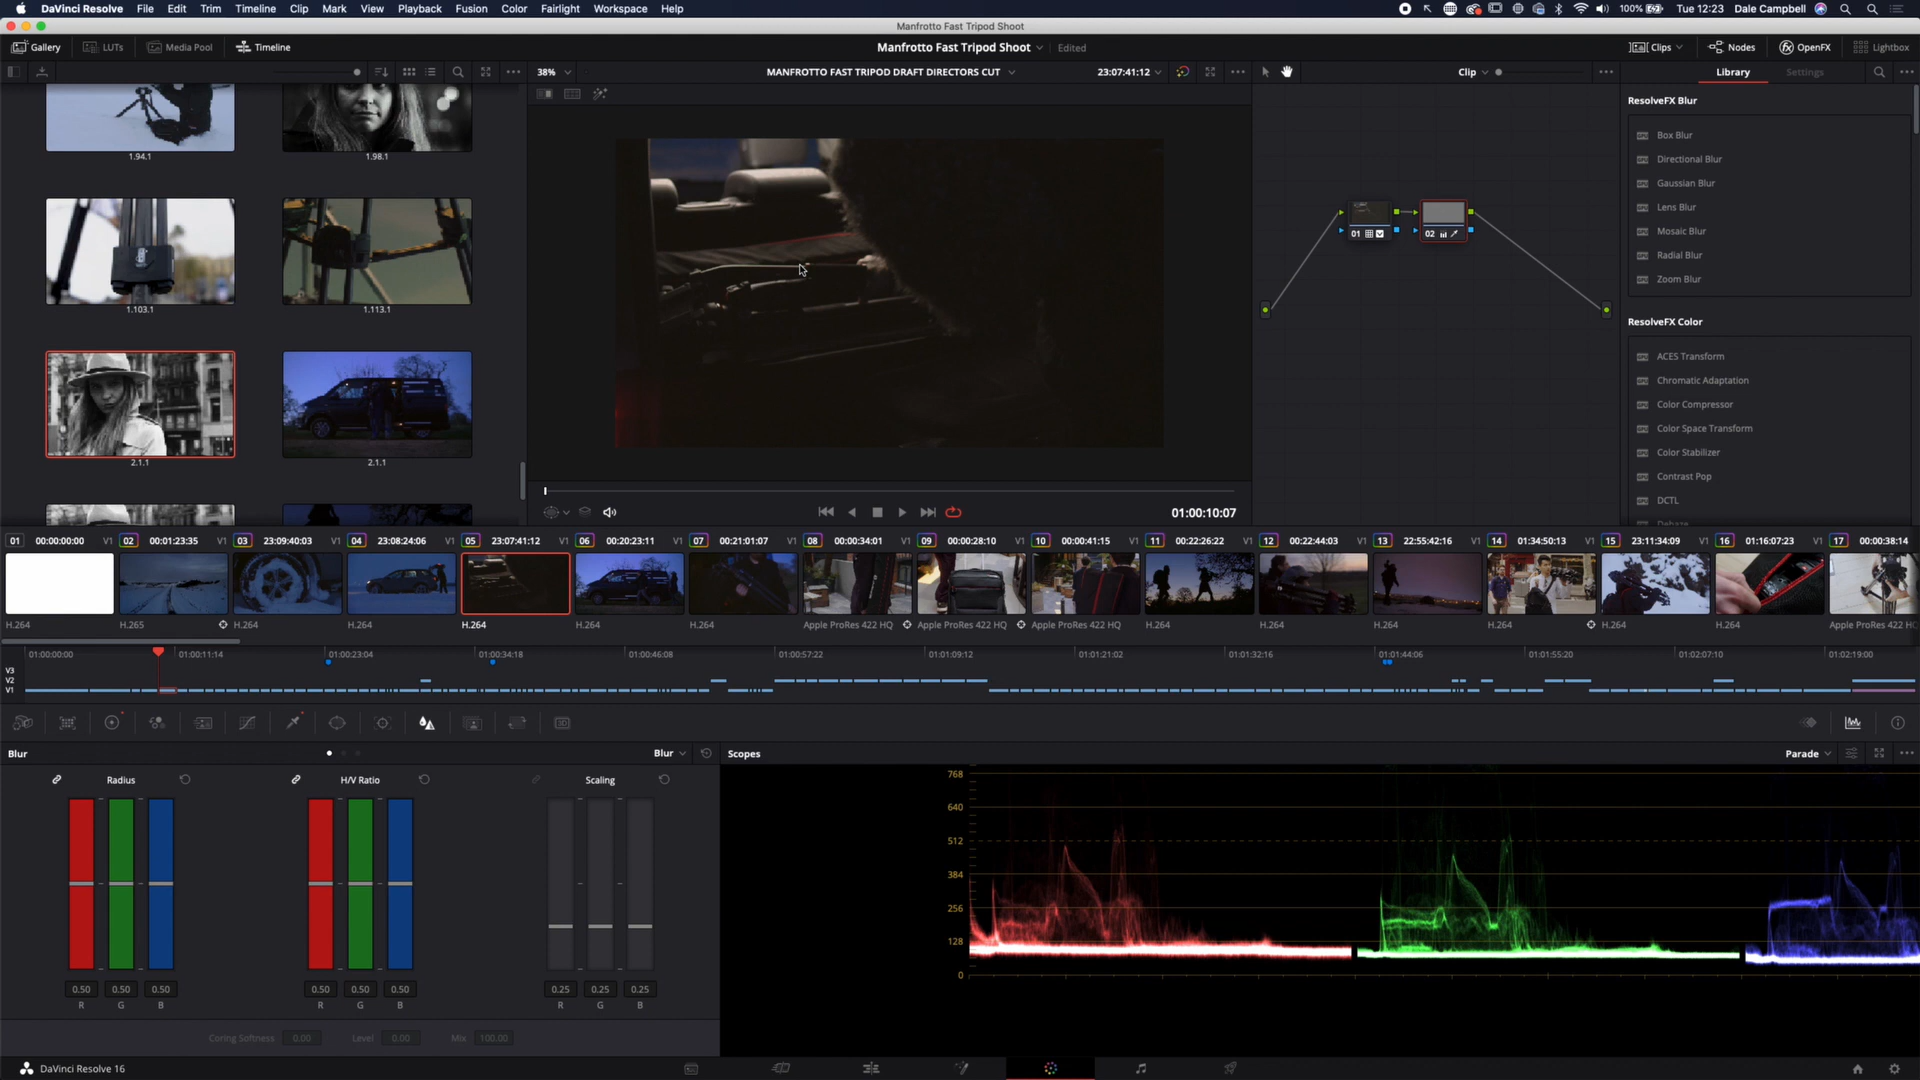 DaVinci Resolve File Edit Trim Timeline Clip Mark View Playback Fusion Color Fairlight Workspace Help 100% Tue 12:23 Dale Campbell
Manfrotto Fast Tripod Shoot
Gallery LUTs Media Pool Timeline Manfrotto Fast Tripod Shoot Edited Clips Nodes OpenFX Lightbox
38% MANFROTTO FAST TRIPOD DRAFT DIRECTORS CUT 23:07:41:12 Clip Library Settings
ResolveFX Blur
Box Blur
1.94.1 1.98.1
Directional Blur
Gaussian Blur
Lens Blur
Mosaic Blur
Radial Blur
Zoom Blur
01 02
1.103.1 1.113.1
ResolveFX Color
ACES Transform
Chromatic Adaptation
Color Compressor
Color Space Transform
Color Stabilizer
2.1.1 2.1.1
Contrast Pop
DCTL
01:00:10:07
01 00:00:00:00 V1 02 00:01:23:35 V1 03 23:09:40:03 V1 04 23:08:24:06 V1 05 23:07:41:12 V1 06 00:20:23:11 V1 07 00:21:01:07 V1 08 00:00:34:01 V1 09 00:00:28:10 V1 10 00:00:41:15 V1 11 00:22:26:22 V1 12 00:22:44:03 V1 13 22:55:42:16 V1 14 01:34:50:13 V1 15 23:11:34:09 V1 16 01:16:07:23 V1 17 00:00:38:14
H.264 H.265 H.264 H.264 H.264 H.264 H.264 Apple ProRes 422 HQ Apple ProRes 422 HQ Apple ProRes 422 HQ H.264 H.264 H.264 H.264 H.264 H.264 Apple ProRes 422 HQ
01:00:00:00 01:00:11:14 01:00:23:04 01:00:34:18 01:00:46:08 01:00:57:22 01:01:09:12 01:01:21:02 01:01:32:16 01:01:44:06 01:01:55:20 01:02:07:10 01:02:19:00
V3
V2
V1
Blur Blur Scopes Parade
Radius H/V Ratio Scaling
768
640
512
384
256
128
0
0.50 0.50 0.50 0.50 0.50 0.50 0.25 0.25 0.25
R G B R G B R G B
Coring Softness 0.00 Level 0.00 Mix 100.00
DaVinci Resolve 16